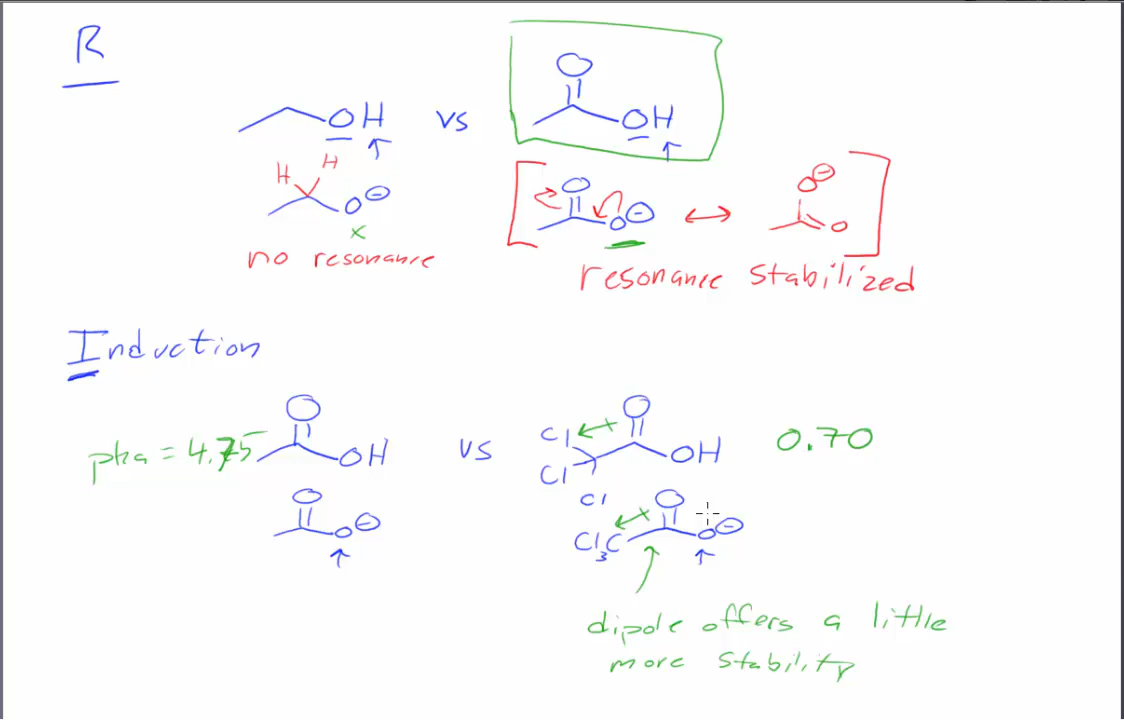 R
O
OH vs OH
H H
O⊖ O O⊖ ↔ O⊖ O
x
no resonance
resonance stabilized
Induction
O O
pka = 4.75 OH vs Cl OH 0.70
Cl
Cl
O O⊖ O Cl3C O⊖
dipole offers a little
more stability